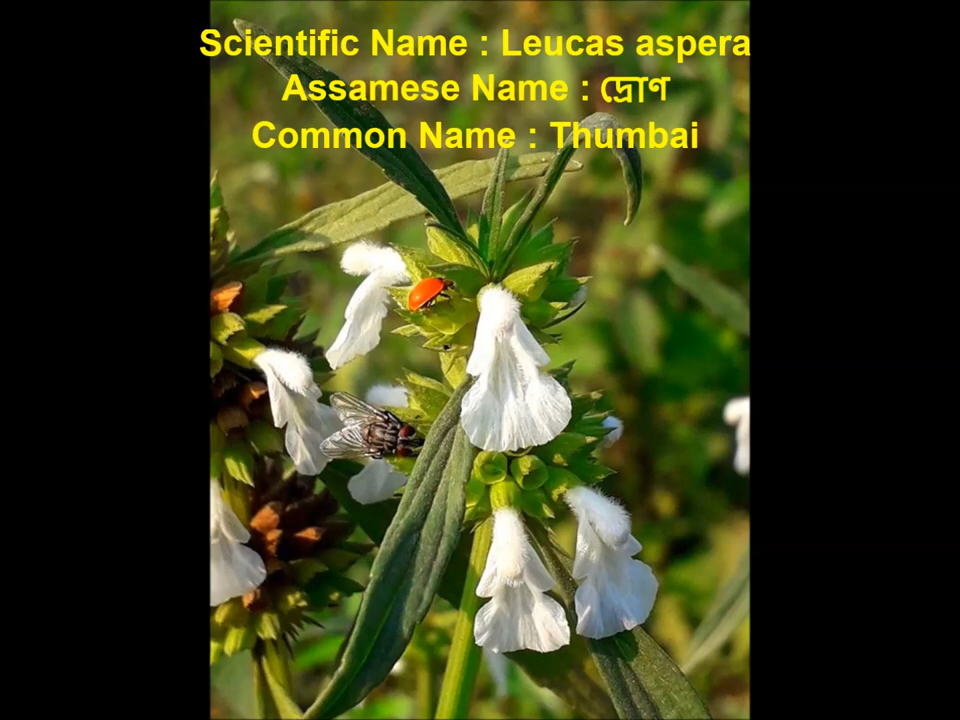 Scientific Name : Leucas aspera
Assamese Name : দ্ৰোণ
Common Name : Thumbai